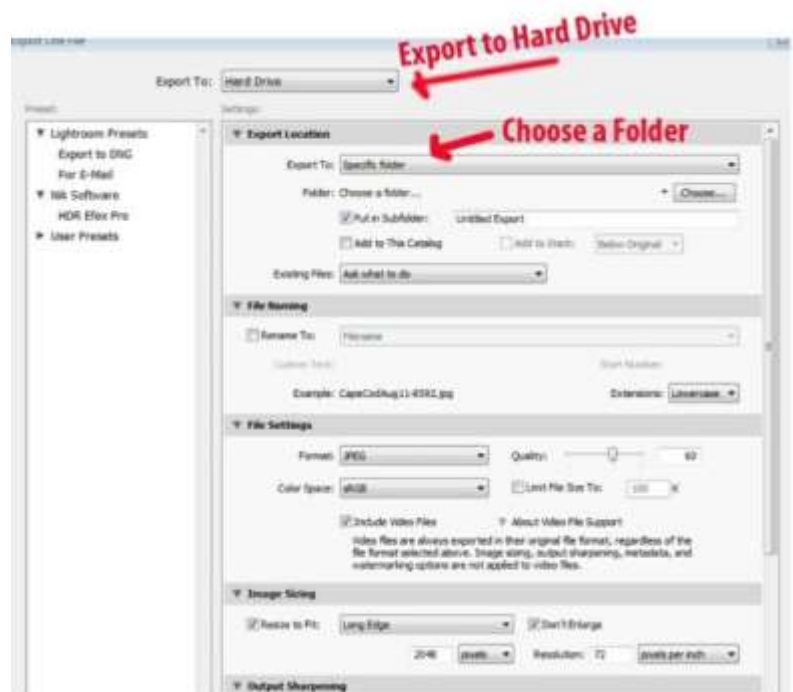 Export to Hard Drive
Export One File
Export To: Hard Drive
Preset: Settings:
Lightroom Presets
Export to DNG
For E-Mail
Nik Software
HDR Efex Pro
User Presets
Export Location
Choose a Folder
Export To: Specific folder
Folder: Choose a folder... Choose...
Put in Subfolder: Untitled Export
Add to This Catalog Add to Stack: Below Original
Existing Files: Ask what to do
File Naming
Rename To: Filename
Custom Text: Start Number:
Example: CapeCodAug11-8592.jpg Extensions: Lowercase
File Settings
Format: JPEG Quality: 60
Color Space: sRGB Limit File Size To: 100 K
Include Video Files About Video File Support
Video files are always exported in their original file format, regardless of the
file format selected above. Image sizing, output sharpening, metadata, and
watermarking options are not applied to video files.
Image Sizing
Resize to Fit: Long Edge Don't Enlarge
2048 pixels Resolution: 72 pixels per inch
Output Sharpening